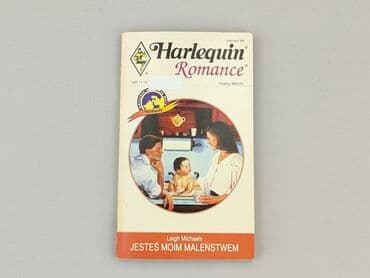 Harlequin
Romance
Leigh Michaels
JESTEŚ MOIM MALEŃSTWEM